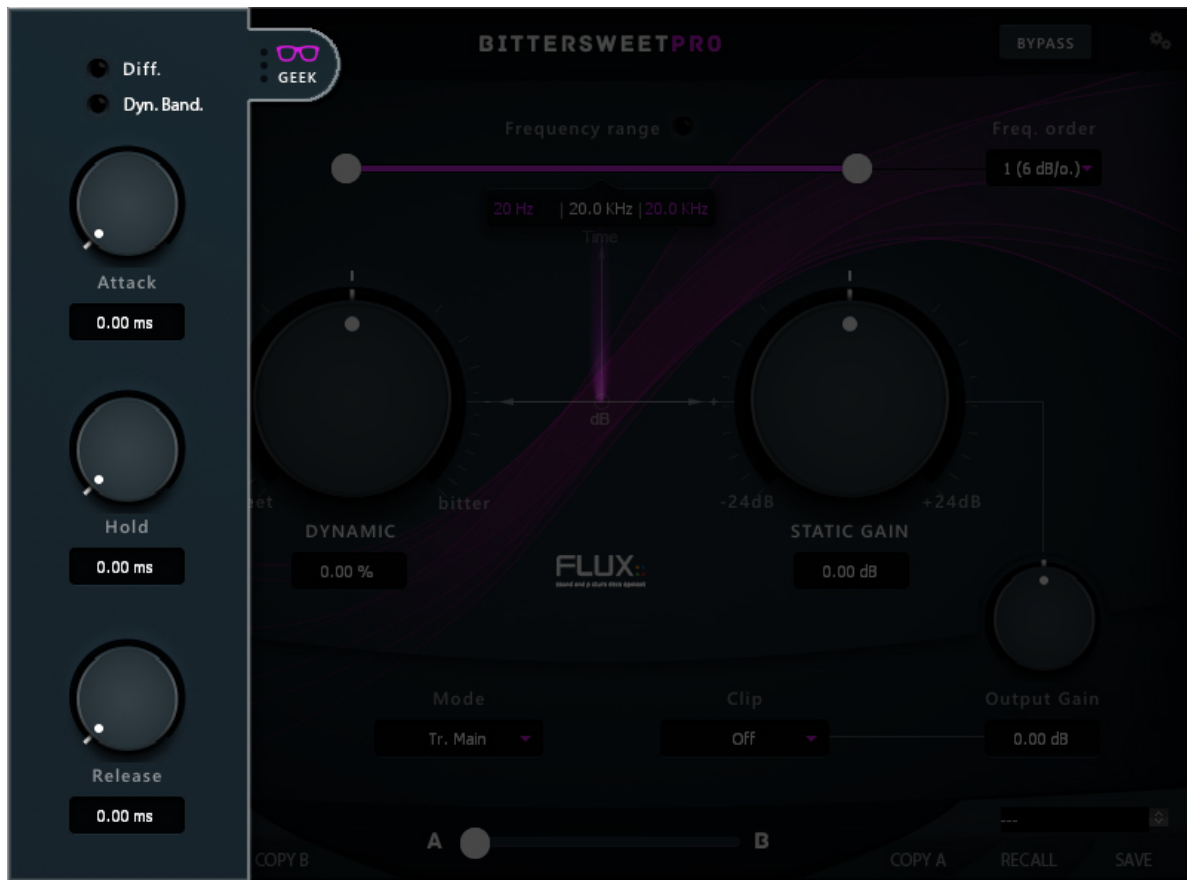 Diff.
Dyn. Band.
Attack
0.00 ms
Hold
0.00 ms
Release
0.00 ms
GEEK
BITTERSWEETPRO
BYPASS
Frequency range
Freq. order
1 (6 dB/o.)
20 Hz | 20.0 KHz | 20.0 KHz
Time
- +
dB
eet
bitter
-24dB
+24dB
DYNAMIC
STATIC GAIN
0.00 %
0.00 dB
FLUX::
Mode
Clip
Output Gain
Tr. Main
Off
0.00 dB
A
B
---
COPY B
COPY A
RECALL
SAVE